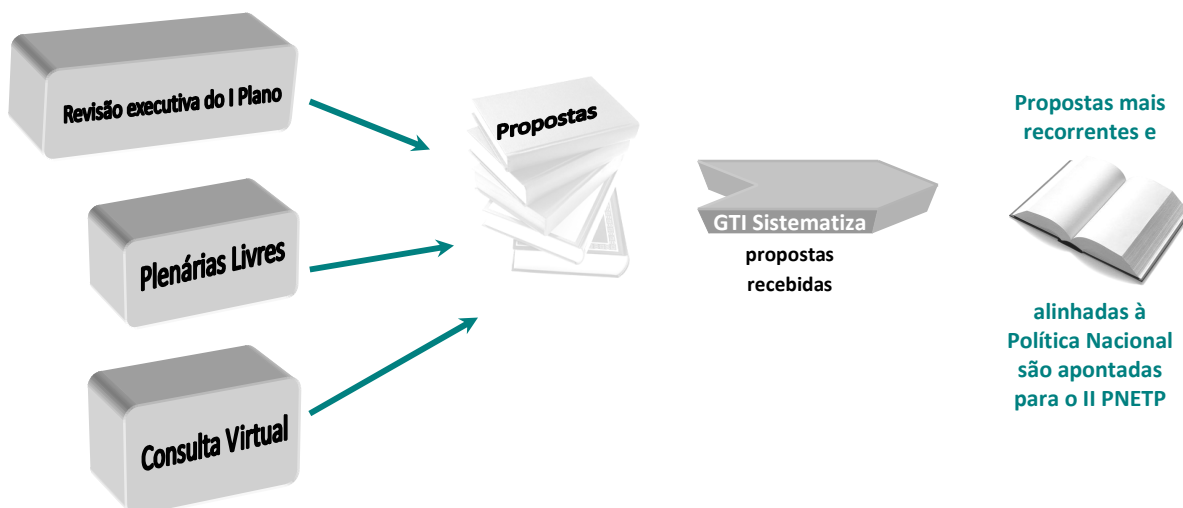 Revisão executiva do I Plano
Plenárias Livres
Consulta Virtual
Propostas
GTI Sistematiza
propostas
recebidas
Propostas mais
recorrentes e
alinhadas à
Política Nacional
são apontadas
para o II PNETP